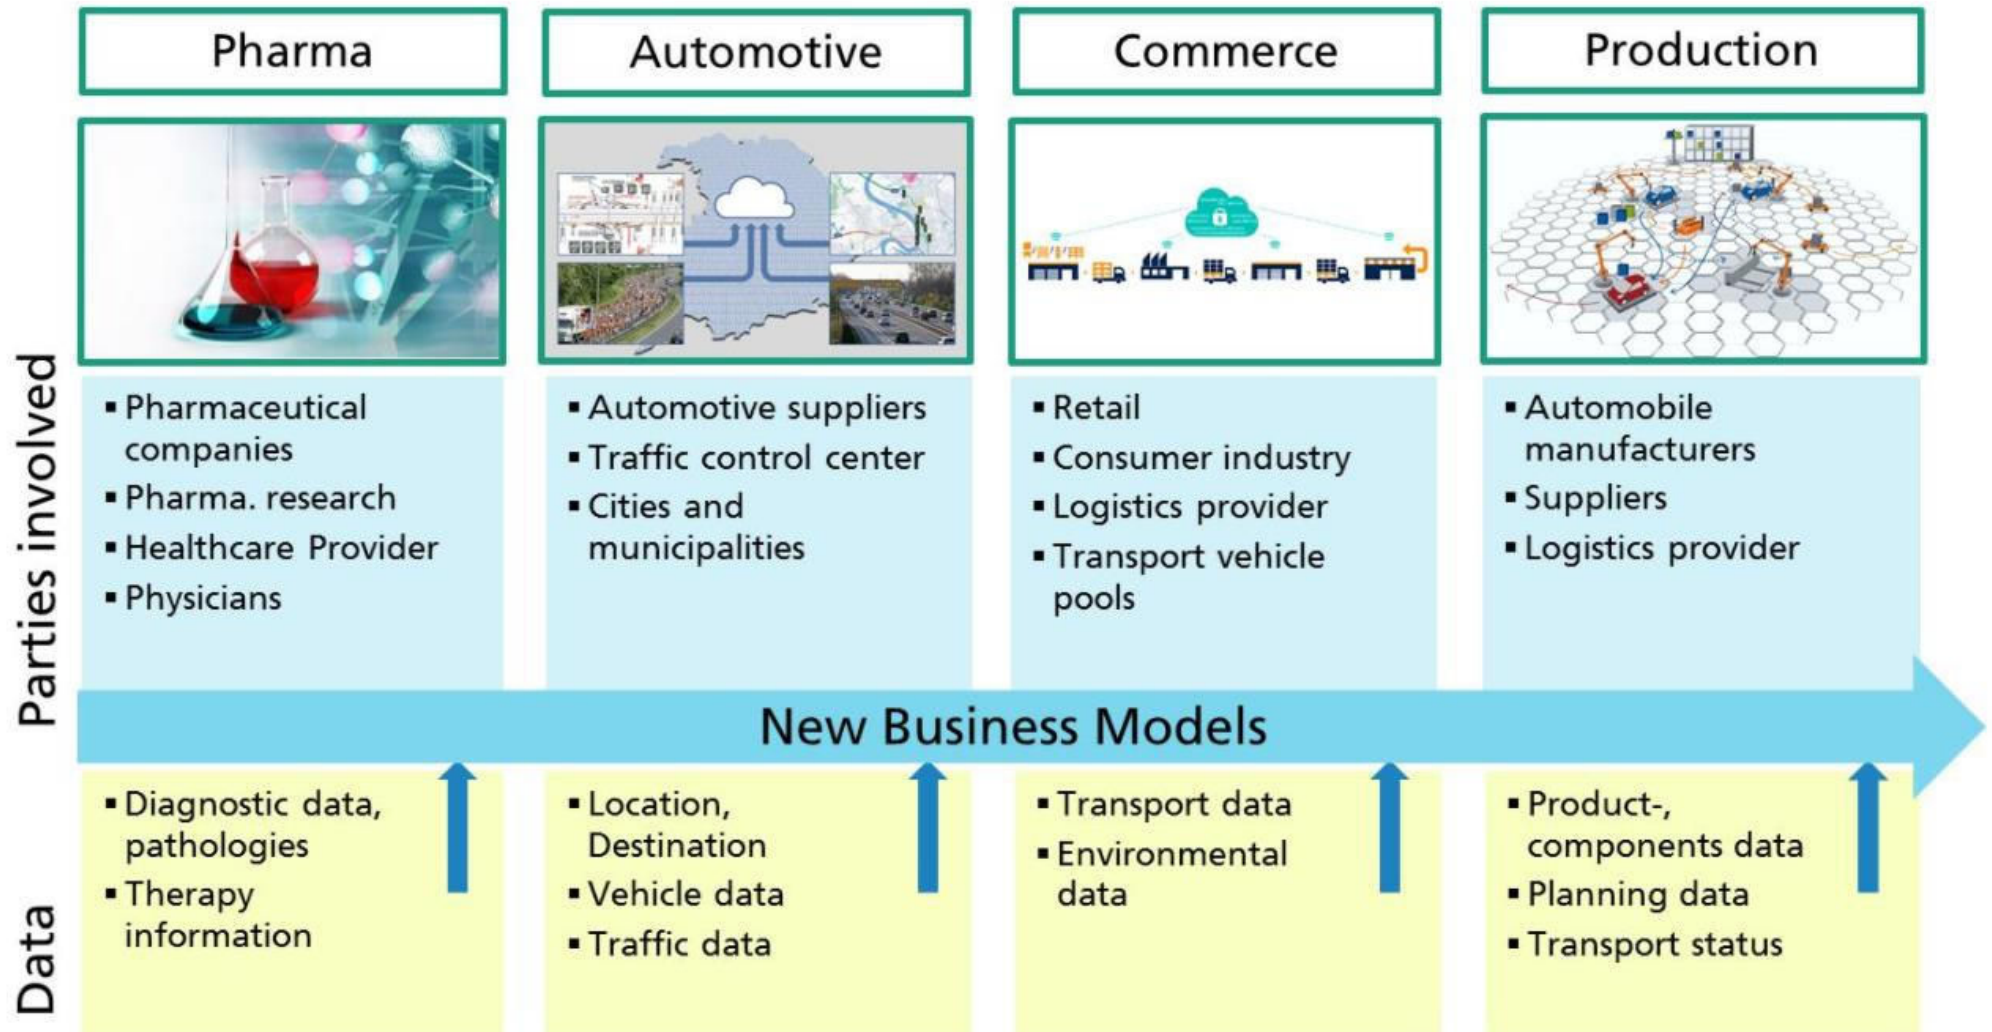 Pharma
Automotive
Commerce
Production
Parties involved
▪ Pharmaceutical
companies
▪ Pharma. research
▪ Healthcare Provider
▪ Physicians
▪ Automotive suppliers
▪ Traffic control center
▪ Cities and
municipalities
▪ Retail
▪ Consumer industry
▪ Logistics provider
▪ Transport vehicle
pools
▪ Automobile
manufacturers
▪ Suppliers
▪ Logistics provider
New Business Models
Data
▪ Diagnostic data,
pathologies
▪ Therapy
information
▪ Location,
Destination
▪ Vehicle data
▪ Traffic data
▪ Transport data
▪ Environmental
data
▪ Product-,
components data
▪ Planning data
▪ Transport status